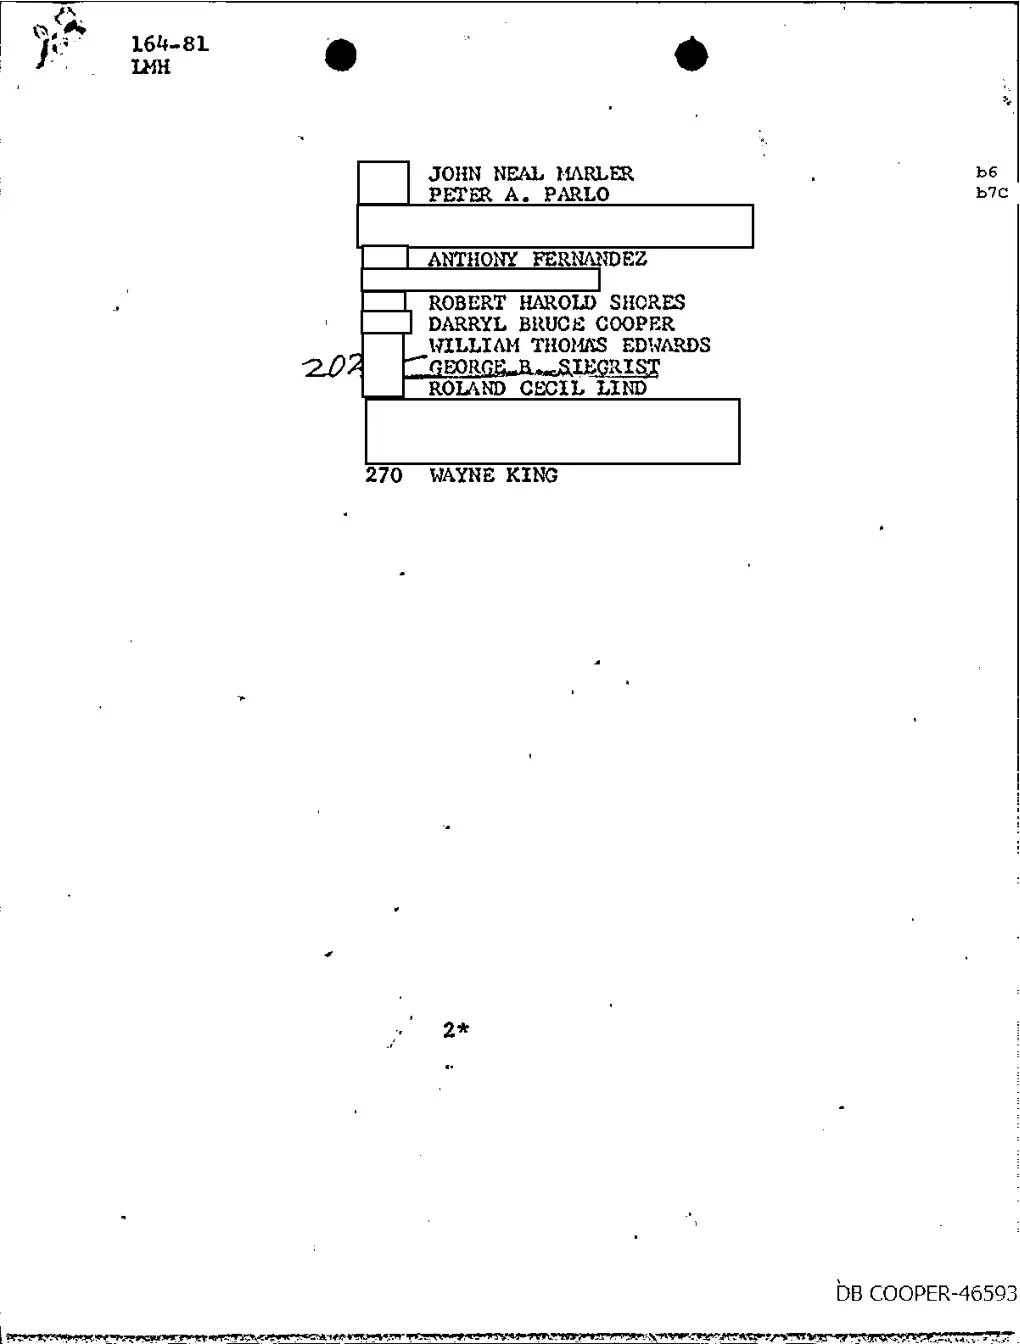 164-81
LMH
JOHN NEAL MARLER b6
PETER A. PARLO b7C
ANTHONY FERNANDEZ
ROBERT HAROLD SHORES
DARRYL BRUCE COOPER
WILLIAM THOMAS EDWARDS
202 GEORGE R. SIEGRIST
ROLAND CECIL LIND
270 WAYNE KING
2*
DB COOPER-46593